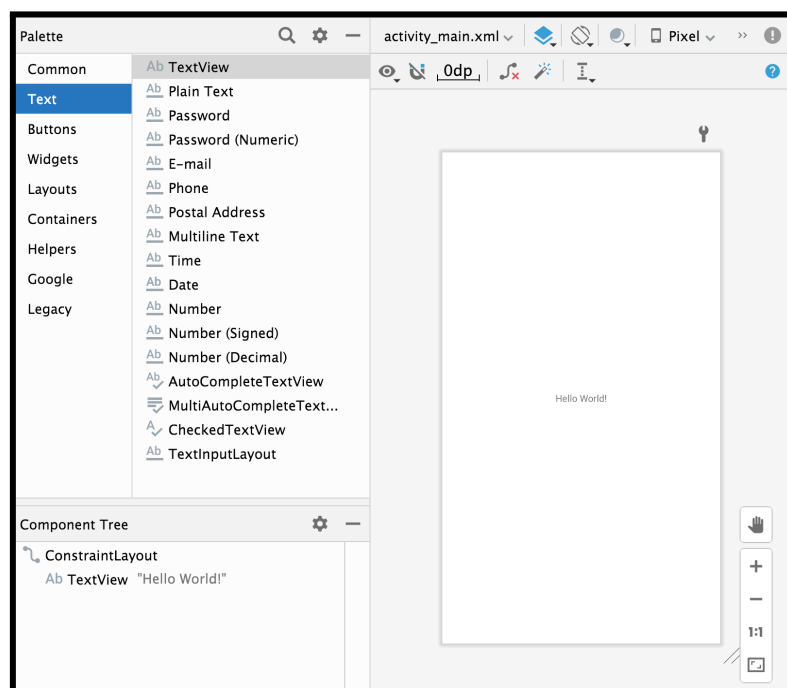 Palette
activity_main.xml
Pixel
Common
Text
Buttons
Widgets
Layouts
Containers
Helpers
Google
Legacy
Ab TextView
Ab Plain Text
Ab Password
Ab Password (Numeric)
Ab E-mail
Ab Phone
Ab Postal Address
Ab Multiline Text
Ab Time
Ab Date
Ab Number
Ab Number (Signed)
Ab Number (Decimal)
Ab AutoCompleteTextView
MultiAutoCompleteText...
A CheckedTextView
Ab TextInputLayout
0dp
Hello World!
1:1
Component Tree
ConstraintLayout
Ab TextView "Hello World!"